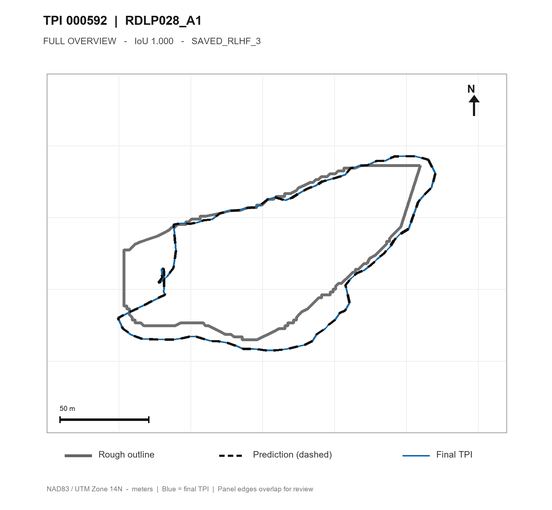 TPI 000592 | RDLP028_A1
FULL OVERVIEW - IoU 1.000 - SAVED_RLHF_3
N
50 m
Rough outline
Prediction (dashed)
Final TPI
NAD83 / UTM Zone 14N - meters | Blue = final TPI | Panel edges overlap for review